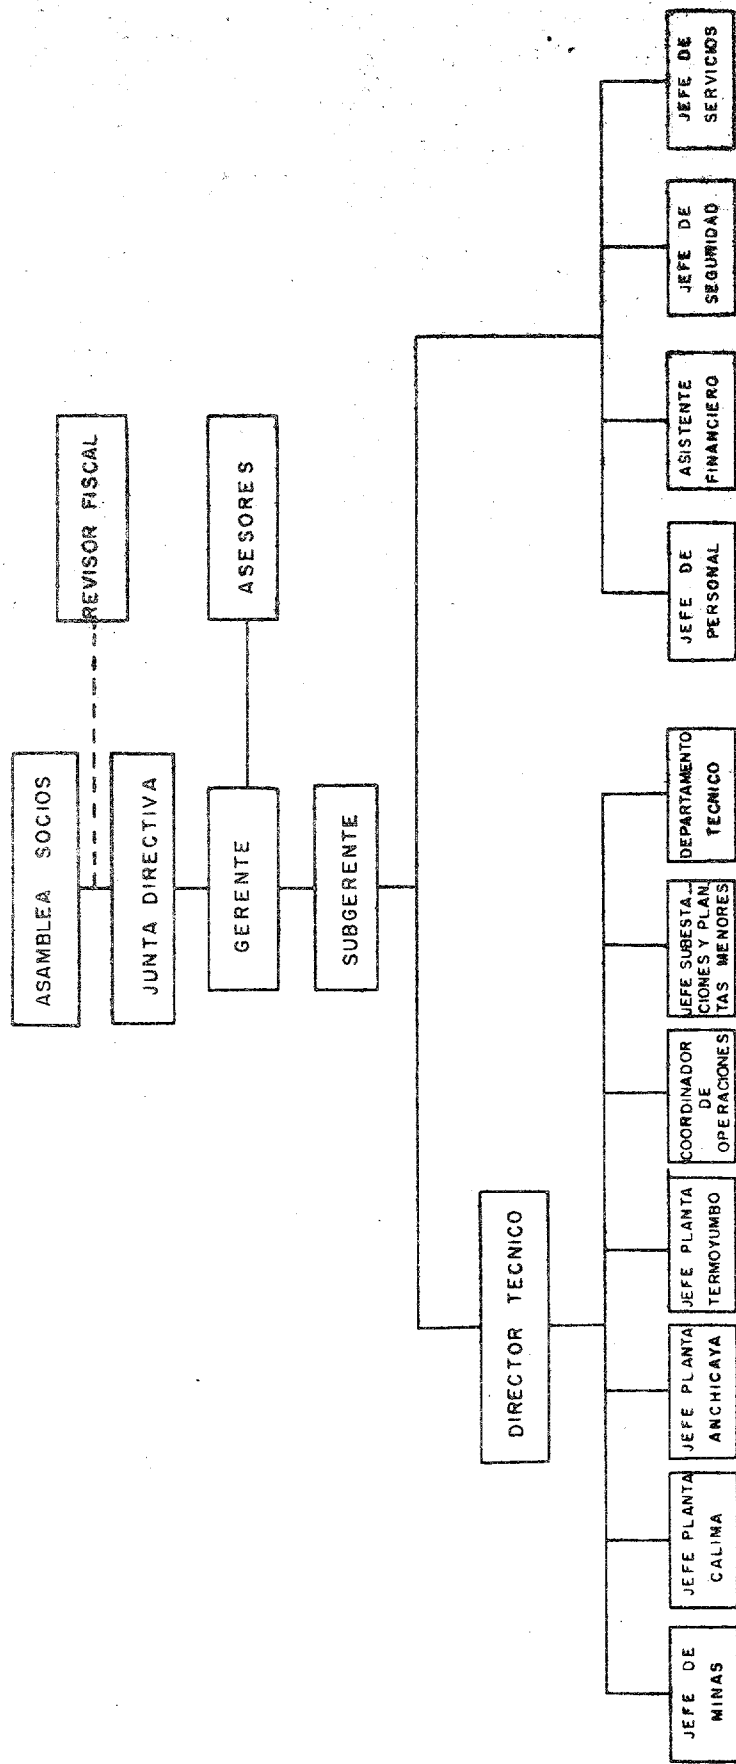 ASAMBLEA SOCIOS
REVISOR FISCAL
JUNTA DIRECTIVA
GERENTE
ASESORES
SUBGERENTE
DIRECTOR TECNICO
JEFE DE
MINAS
JEFE PLANTA
CALIMA
JEFE PLANTA
ANCHICAYA
JEFE PLANTA
TERMOYUMBO
COORDINADOR
DE
OPERACIONES
JEFE SUBESTA_
CIONES Y PLAN_
TAS MENORES
DEPARTAMENTO
TECNICO
JEFE DE
PERSONAL
ASISTENTE
FINANCIERO
JEFE DE
SEGURIDAD
JEFE DE
SERVICIOS